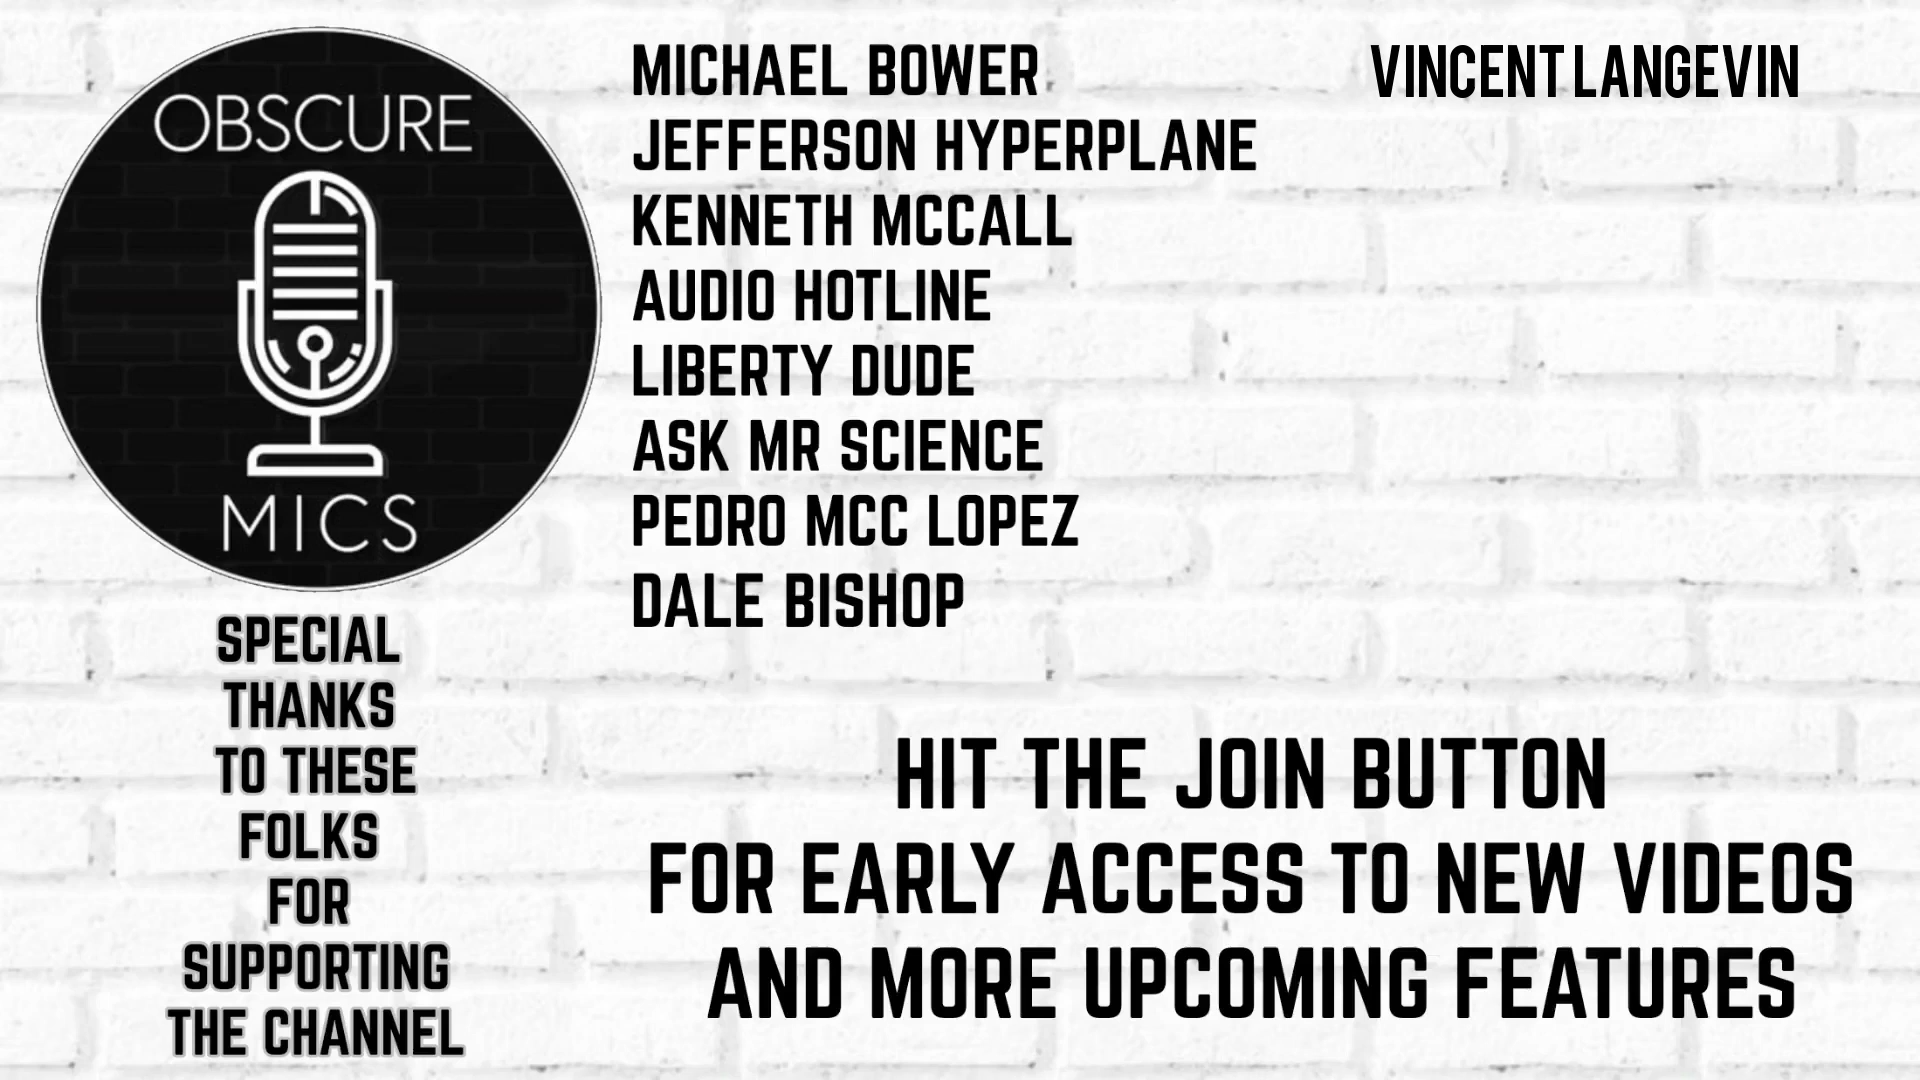 OBSCURE
MICS
SPECIAL
THANKS
TO THESE
FOLKS
FOR
SUPPORTING
THE CHANNEL
MICHAEL BOWER
JEFFERSON HYPERPLANE
KENNETH MCCALL
AUDIO HOTLINE
LIBERTY DUDE
ASK MR SCIENCE
PEDRO MCC LOPEZ
DALE BISHOP
VINCENT LANGEVIN
HIT THE JOIN BUTTON
FOR EARLY ACCESS TO NEW VIDEOS
AND MORE UPCOMING FEATURES